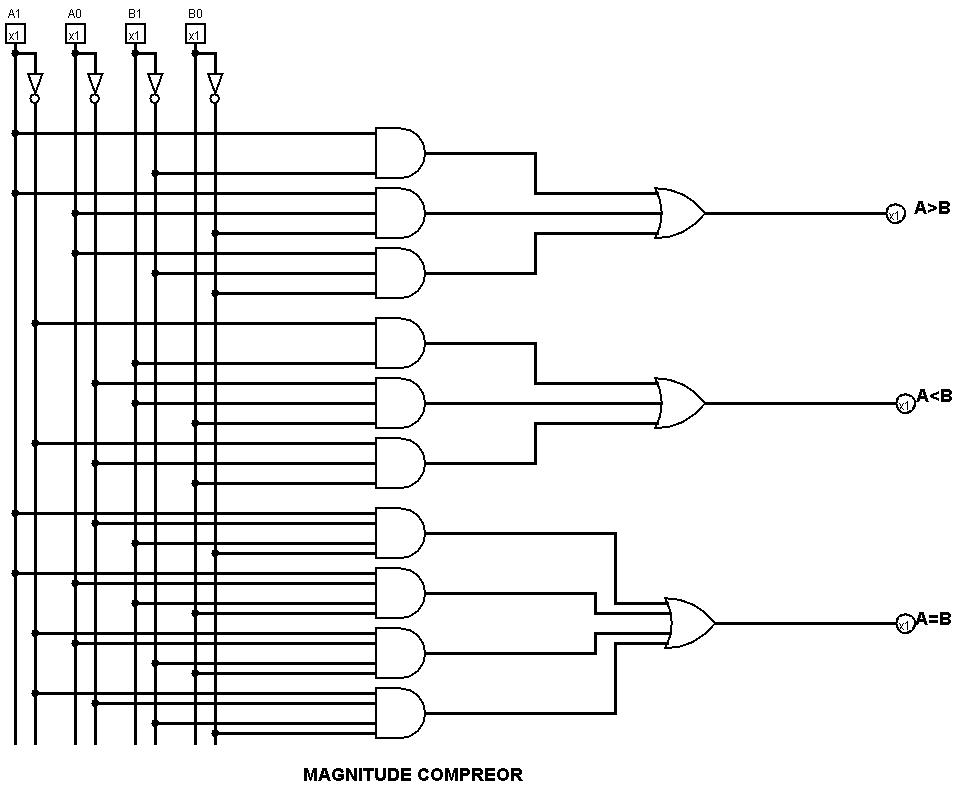 A1 A0 B1 B0
x1 x1 x1 x1
x1 A>B
x1 A<B
x1 A=B
MAGNITUDE COMPREOR